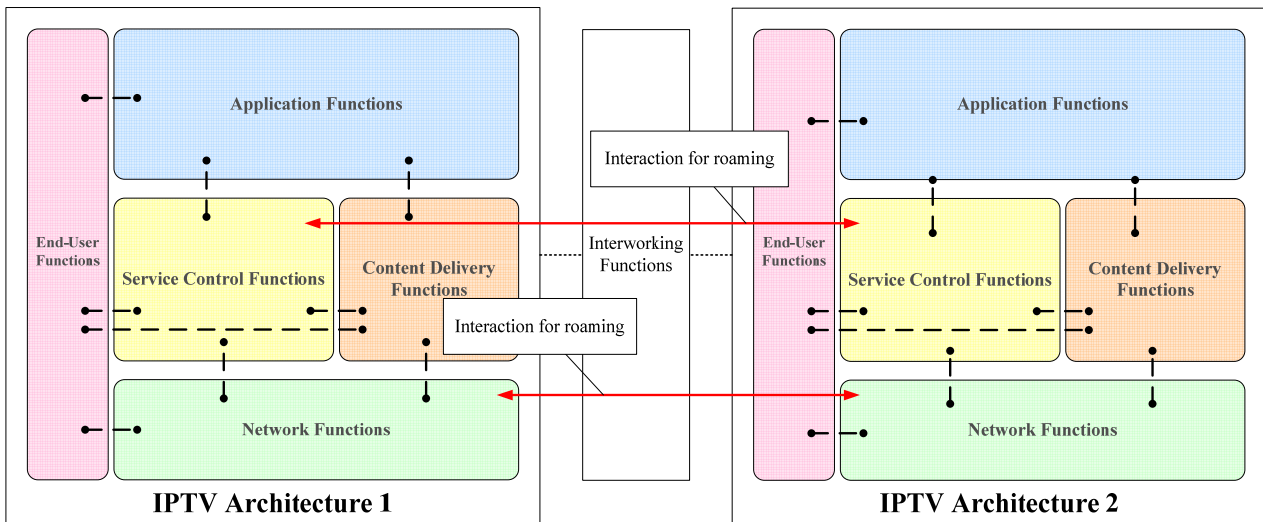 Application Functions
End-User
Functions
Service Control Functions
Content Delivery
Functions
Network Functions
IPTV Architecture 1
Interaction for roaming
Interworking
Functions
Interaction for roaming
Application Functions
End-User
Functions
Service Control Functions
Content Delivery
Functions
Network Functions
IPTV Architecture 2